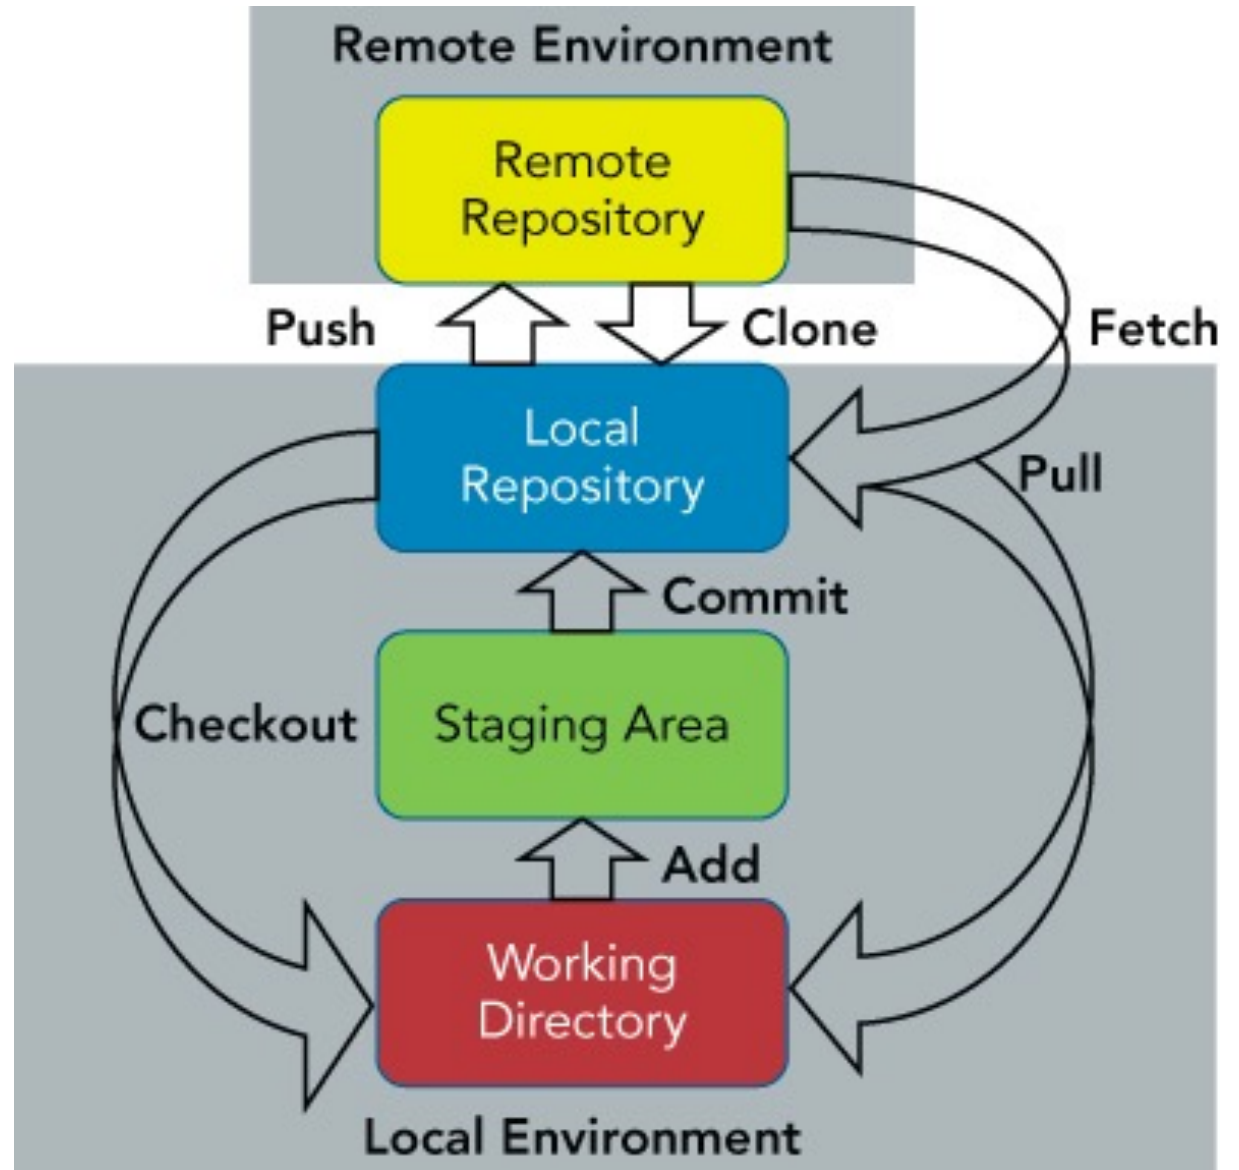 Remote Environment
Remote
Repository
Push
Clone
Fetch
Local
Repository
Pull
Commit
Checkout
Staging Area
Add
Working
Directory
Local Environment